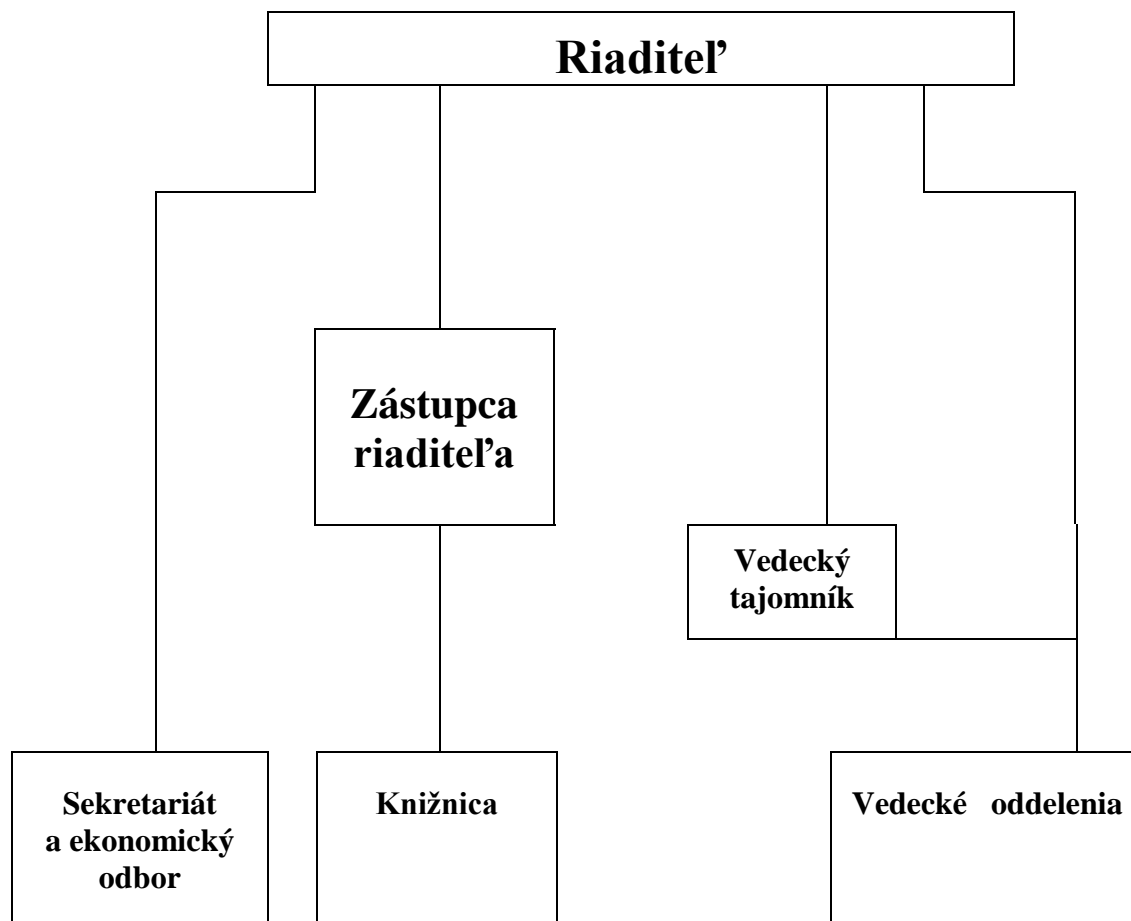 Riaditeľ
Zástupca
riaditeľa
Vedecký
tajomník
Sekretariát
a ekonomický
odbor
Knižnica
Vedecké oddelenia